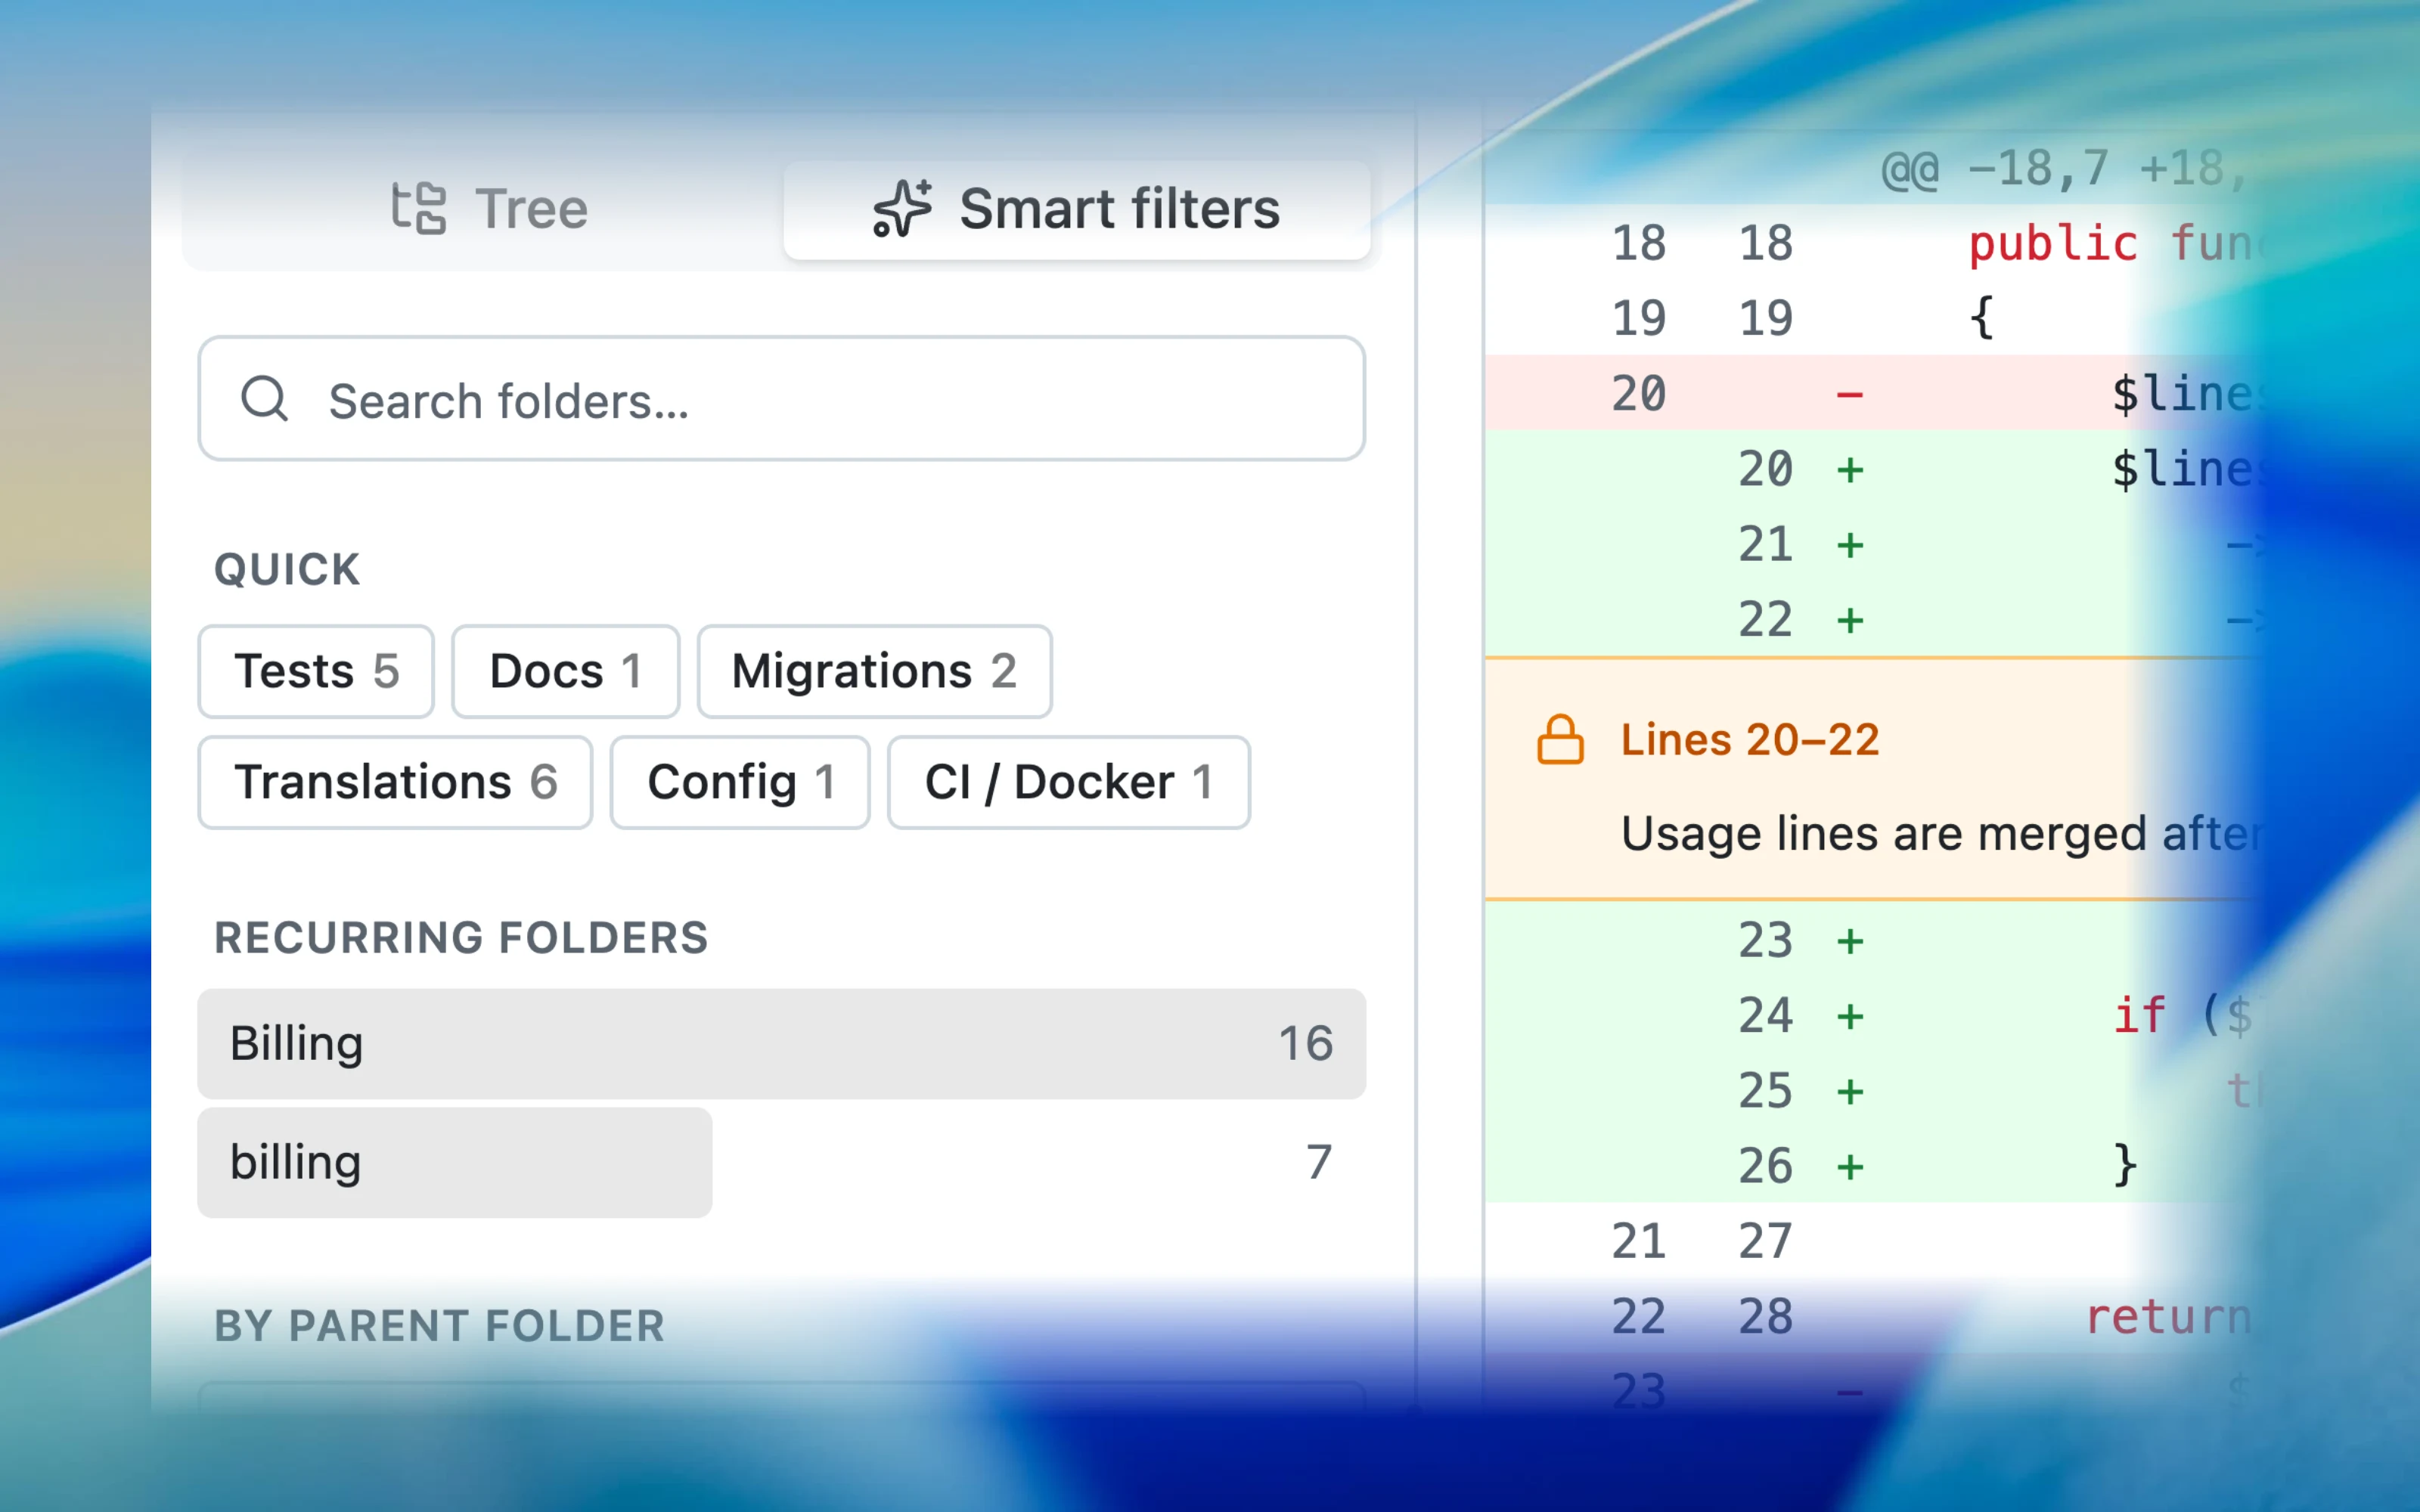 Tree
Smart filters
Search folders...
QUICK
Tests 5
Docs 1
Migrations 2
Translations 6
Config 1
CI / Docker 1
RECURRING FOLDERS
Billing 16
billing 7
BY PARENT FOLDER
@@ -18,7 +18,
18 18 public
19 19 {
20 -
20 +
21 +
22 +
Lines 20–22
Usage lines are merged after
23 +
24 + if ($
25 +
26 + }
21 27
22 28 return
23 - $